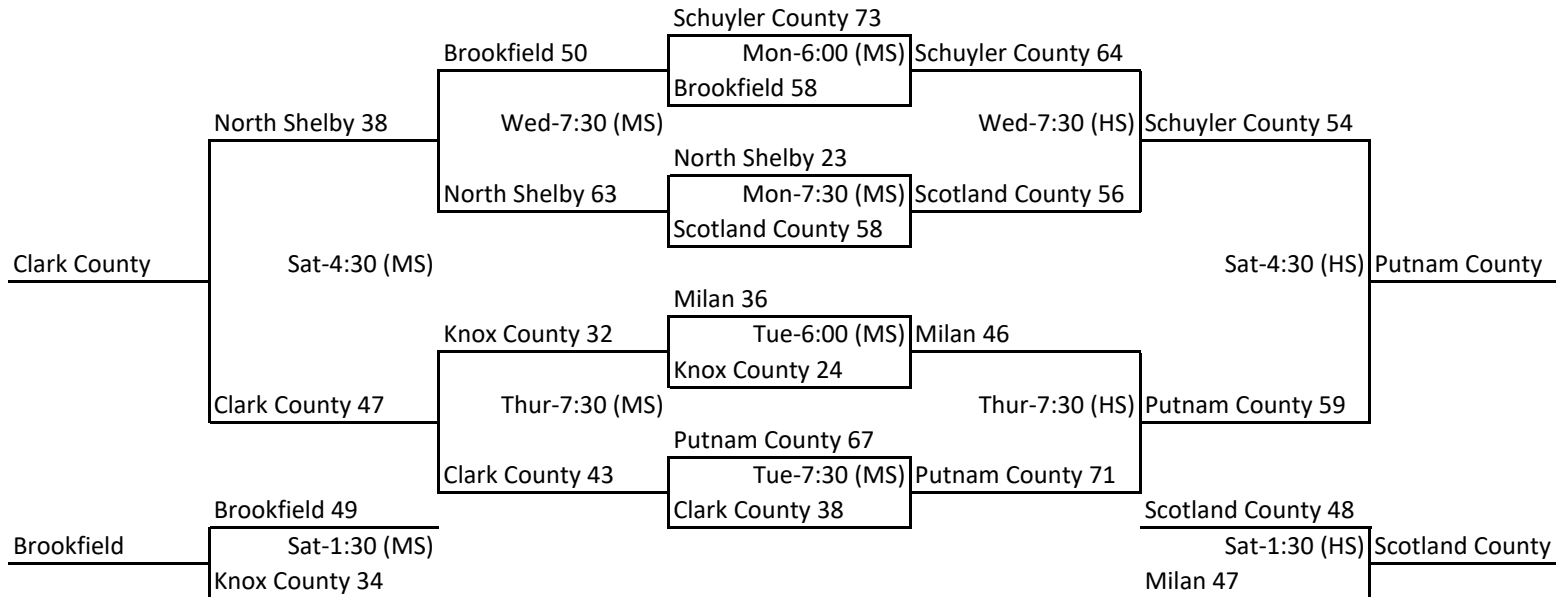 Schuyler County 73
Brookfield 50
Mon-6:00 (MS)
Schuyler County 64
Brookfield 58
North Shelby 38
Wed-7:30 (MS)
Wed-7:30 (HS)
Schuyler County 54
North Shelby 23
North Shelby 63
Mon-7:30 (MS)
Scotland County 56
Scotland County 58
Clark County
Sat-4:30 (MS)
Sat-4:30 (HS)
Putnam County
Milan 36
Knox County 32
Tue-6:00 (MS)
Milan 46
Knox County 24
Clark County 47
Thur-7:30 (MS)
Thur-7:30 (HS)
Putnam County 59
Putnam County 67
Clark County 43
Tue-7:30 (MS)
Putnam County 71
Clark County 38
Brookfield 49
Scotland County 48
Brookfield
Sat-1:30 (MS)
Sat-1:30 (HS)
Scotland County
Knox County 34
Milan 47